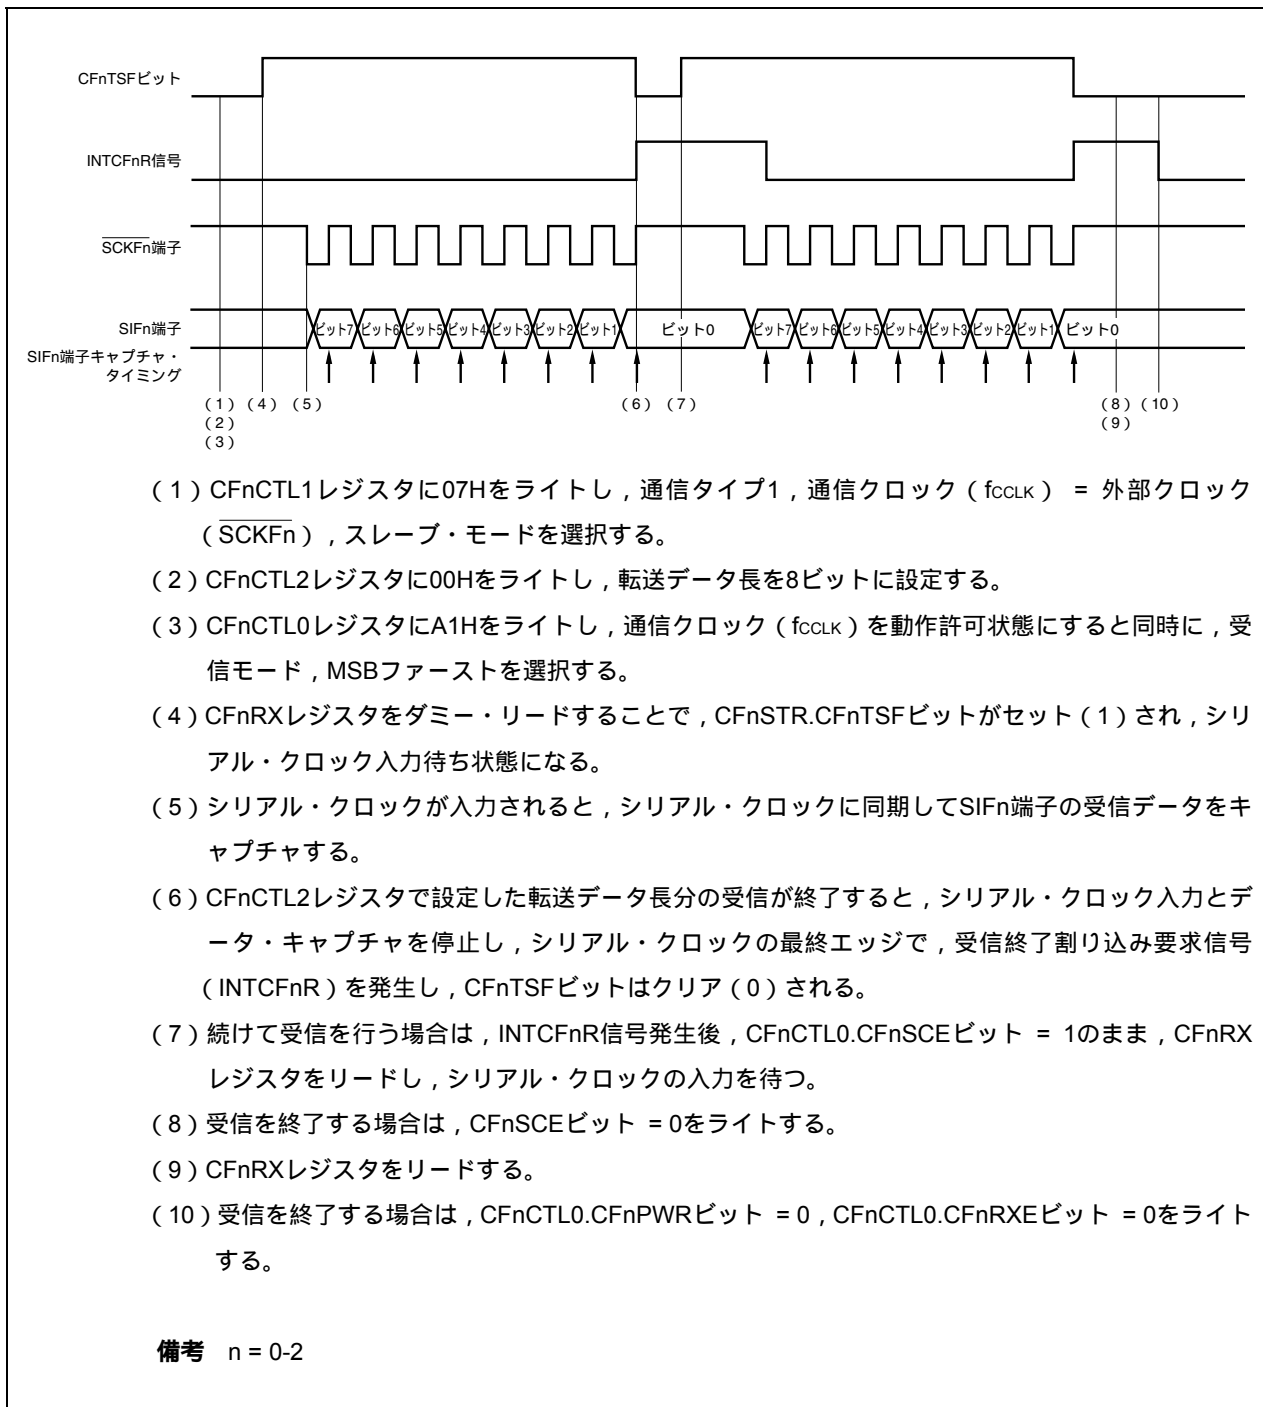 CFnTSFビット
INTCFnR信号
SCKFn端子
SIFn端子
ビット7 ビット6 ビット5 ビット4 ビット3 ビット2 ビット1 ビット0 ビット7 ビット6 ビット5 ビット4 ビット3 ビット2 ビット1 ビット0
SIFn端子キャプチャ・
タイミング
(1) (4) (5) (6) (7) (8) (10)
(2) (9)
(3)
(1)CFnCTL1レジスタに07Hをライトし,通信タイプ1,通信クロック(fCCLK) = 外部クロック
(SCKFn),スレーブ・モードを選択する。
(2)CFnCTL2レジスタに00Hをライトし,転送データ長を8ビットに設定する。
(3)CFnCTL0レジスタにA1Hをライトし,通信クロック(fCCLK)を動作許可状態にすると同時に,受
信モード,MSBファーストを選択する。
(4)CFnRXレジスタをダミー・リードすることで,CFnSTR.CFnTSFビットがセット(1)され,シリ
アル・クロック入力待ち状態になる。
(5)シリアル・クロックが入力されると,シリアル・クロックに同期してSIFn端子の受信データをキ
ャプチャする。
(6)CFnCTL2レジスタで設定した転送データ長分の受信が終了すると,シリアル・クロック入力とデ
ータ・キャプチャを停止し,シリアル・クロックの最終エッジで,受信終了割り込み要求信号
(INTCFnR)を発生し,CFnTSFビットはクリア(0)される。
(7)続けて受信を行う場合は,INTCFnR信号発生後,CFnCTL0.CFnSCEビット = 1のまま,CFnRX
レジスタをリードし,シリアル・クロックの入力を待つ。
(8)受信を終了する場合は,CFnSCEビット = 0をライトする。
(9)CFnRXレジスタをリードする。
(10)受信を終了する場合は,CFnCTL0.CFnPWRビット = 0,CFnCTL0.CFnRXEビット = 0をライト
する。
備考 n = 0-2